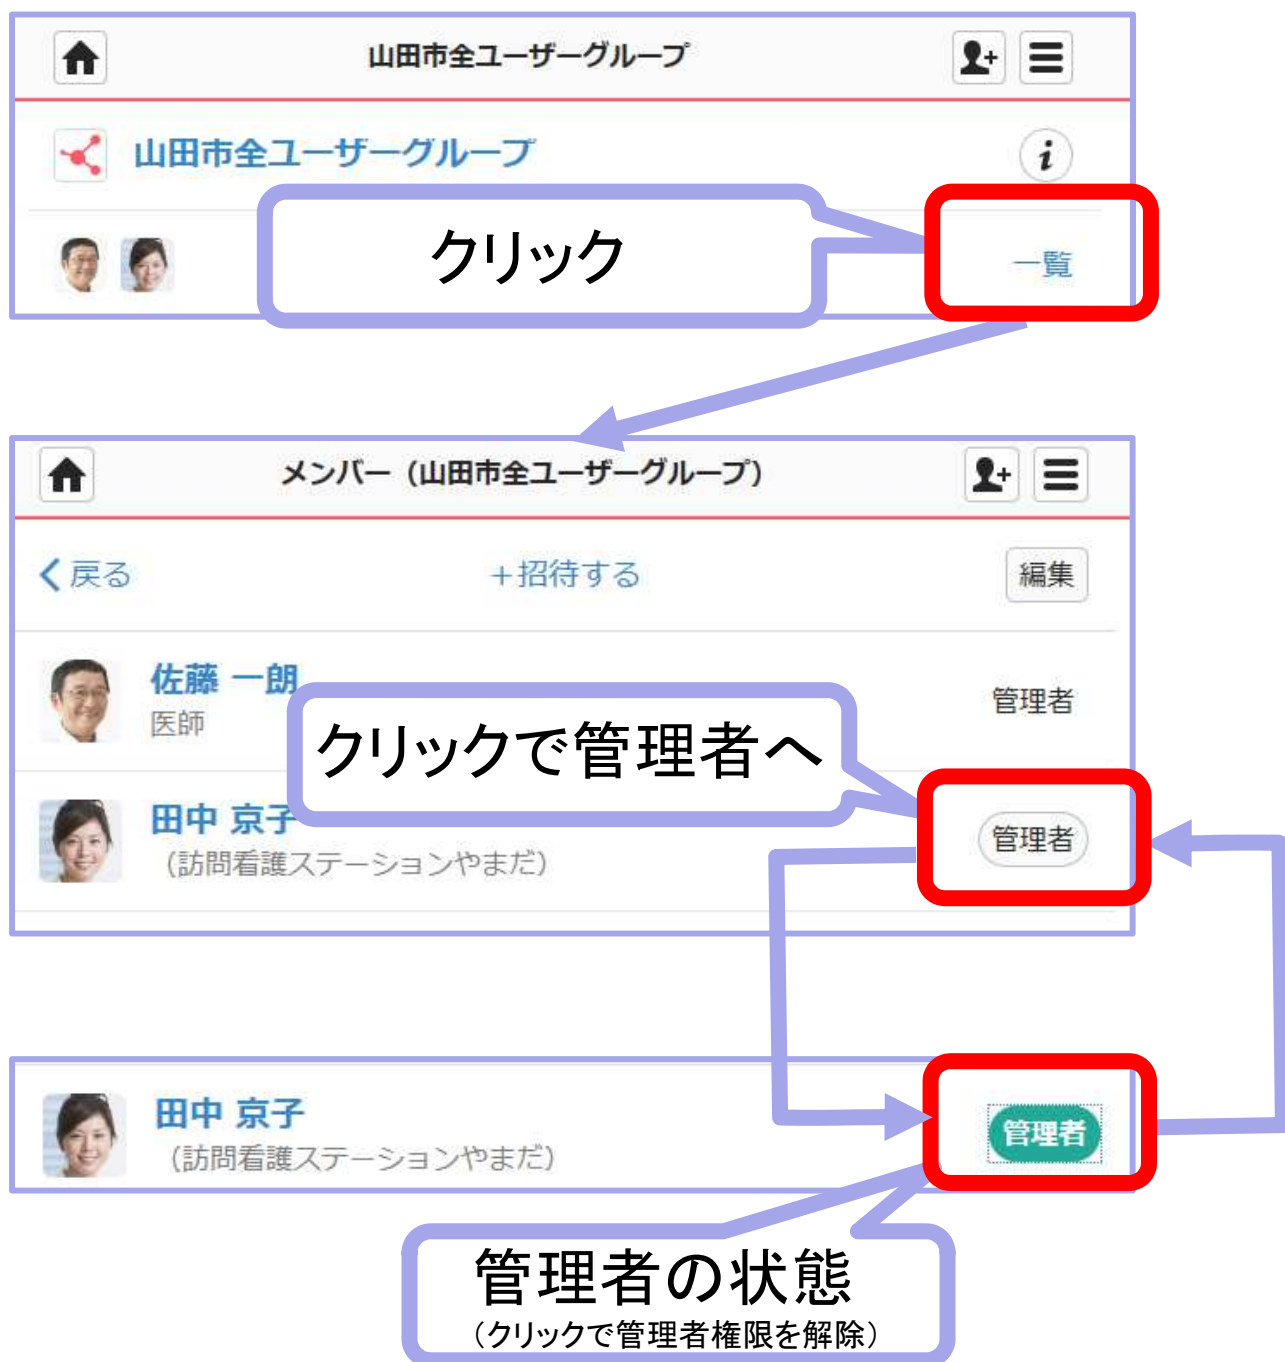 山田市全ユーザーグループ
山田市全ユーザーグループ
i
クリック
一覧
メンバー（山田市全ユーザーグループ）
戻る
+招待する
編集
佐藤 一朗
医師
管理者
クリックで管理者へ
田中 京子
（訪問看護ステーションやまだ）
管理者
田中 京子
（訪問看護ステーションやまだ）
管理者
管理者の状態
（クリックで管理者権限を解除）